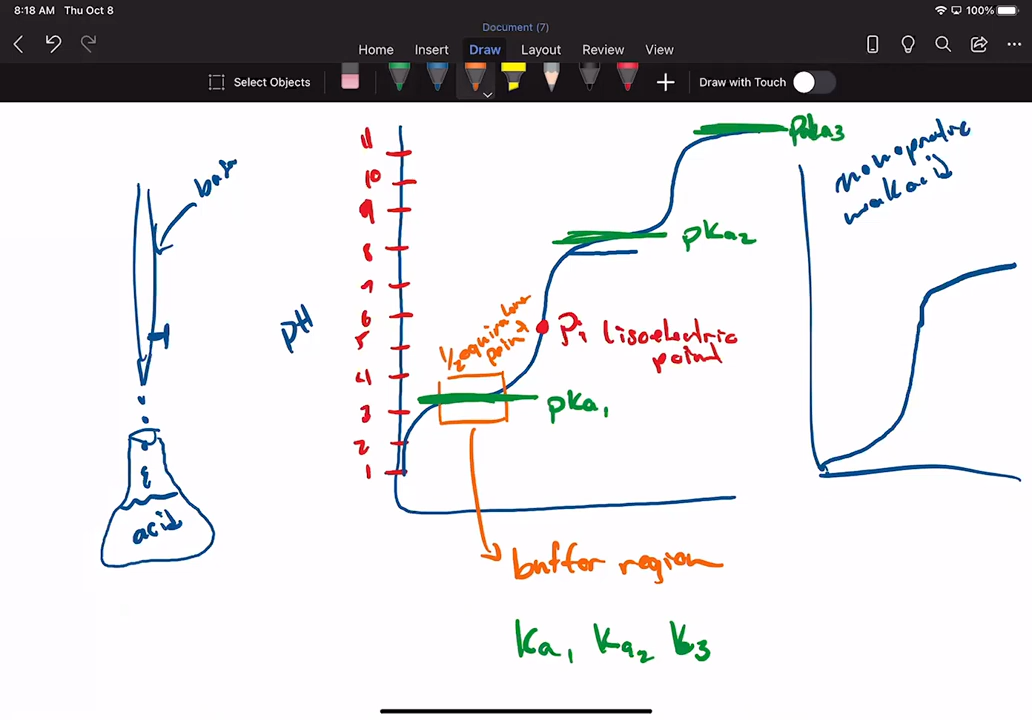 8:18 AM Thu Oct 8
100%
Document (7)
Home Insert Draw Layout Review View
Select Objects
Draw with Touch
base
acid
pH
11
10
9
8
7
6
5
4
3
2
1
pka3
pka2
Pi (isoelectric
point
1/2 equivalence
point
pka1
buffer region
Ka1 Ka2 K3
monoprotic
weak acid